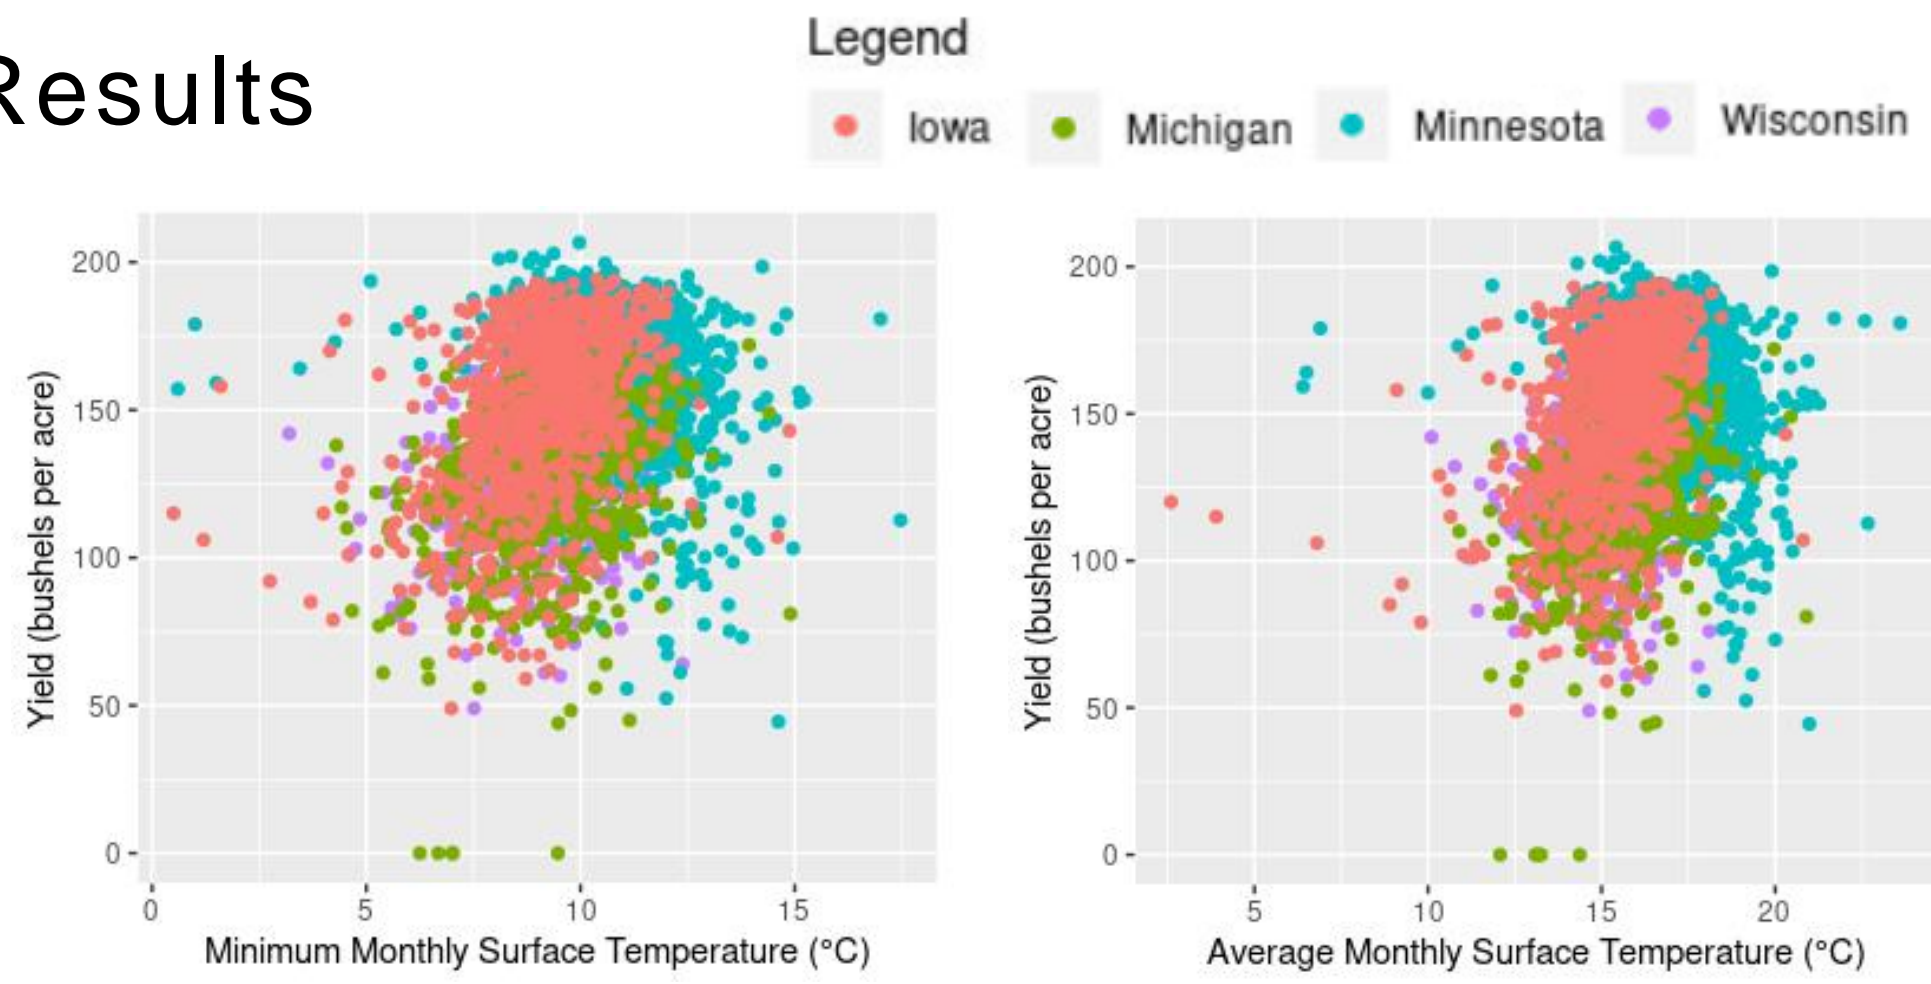 Results
Legend
Iowa
Michigan
Minnesota
Wisconsin
Yield (bushels per acre)
200
150
100
50
0
0
5
10
15
Minimum Monthly Surface Temperature (°C)
Yield (bushels per acre)
200
150
100
50
0
5
10
15
20
Average Monthly Surface Temperature (°C)